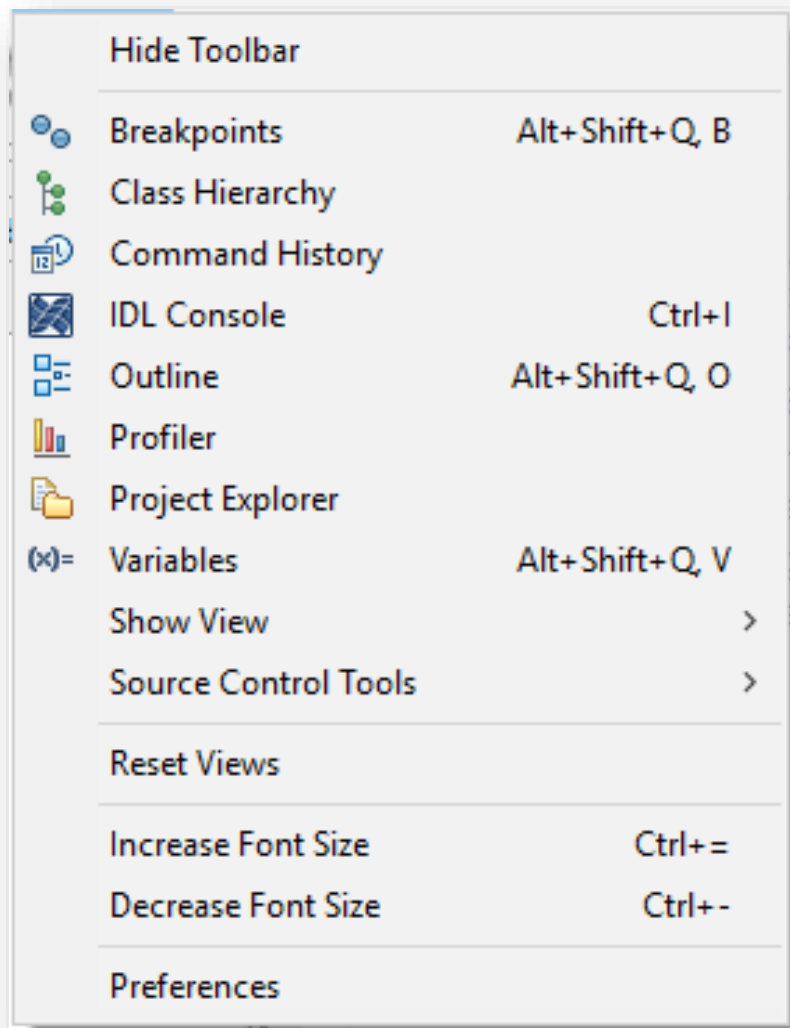 Hide Toolbar
Breakpoints Alt+Shift+Q, B
Class Hierarchy
12 Command History
IDL Console Ctrl+I
Outline Alt+Shift+Q, O
Profiler
Project Explorer
(x)= Variables Alt+Shift+Q, V
Show View
Source Control Tools
Reset Views
Increase Font Size Ctrl+=
Decrease Font Size Ctrl+-
Preferences